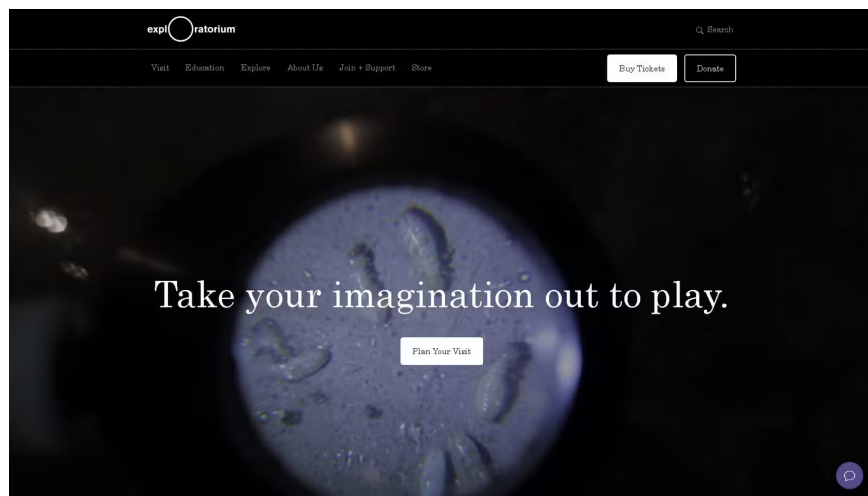 expl ratorium
Search
Visit Education Explore About Us Join + Support Store
Buy Tickets Donate
Take your imagination out to play.
Plan Your Visit